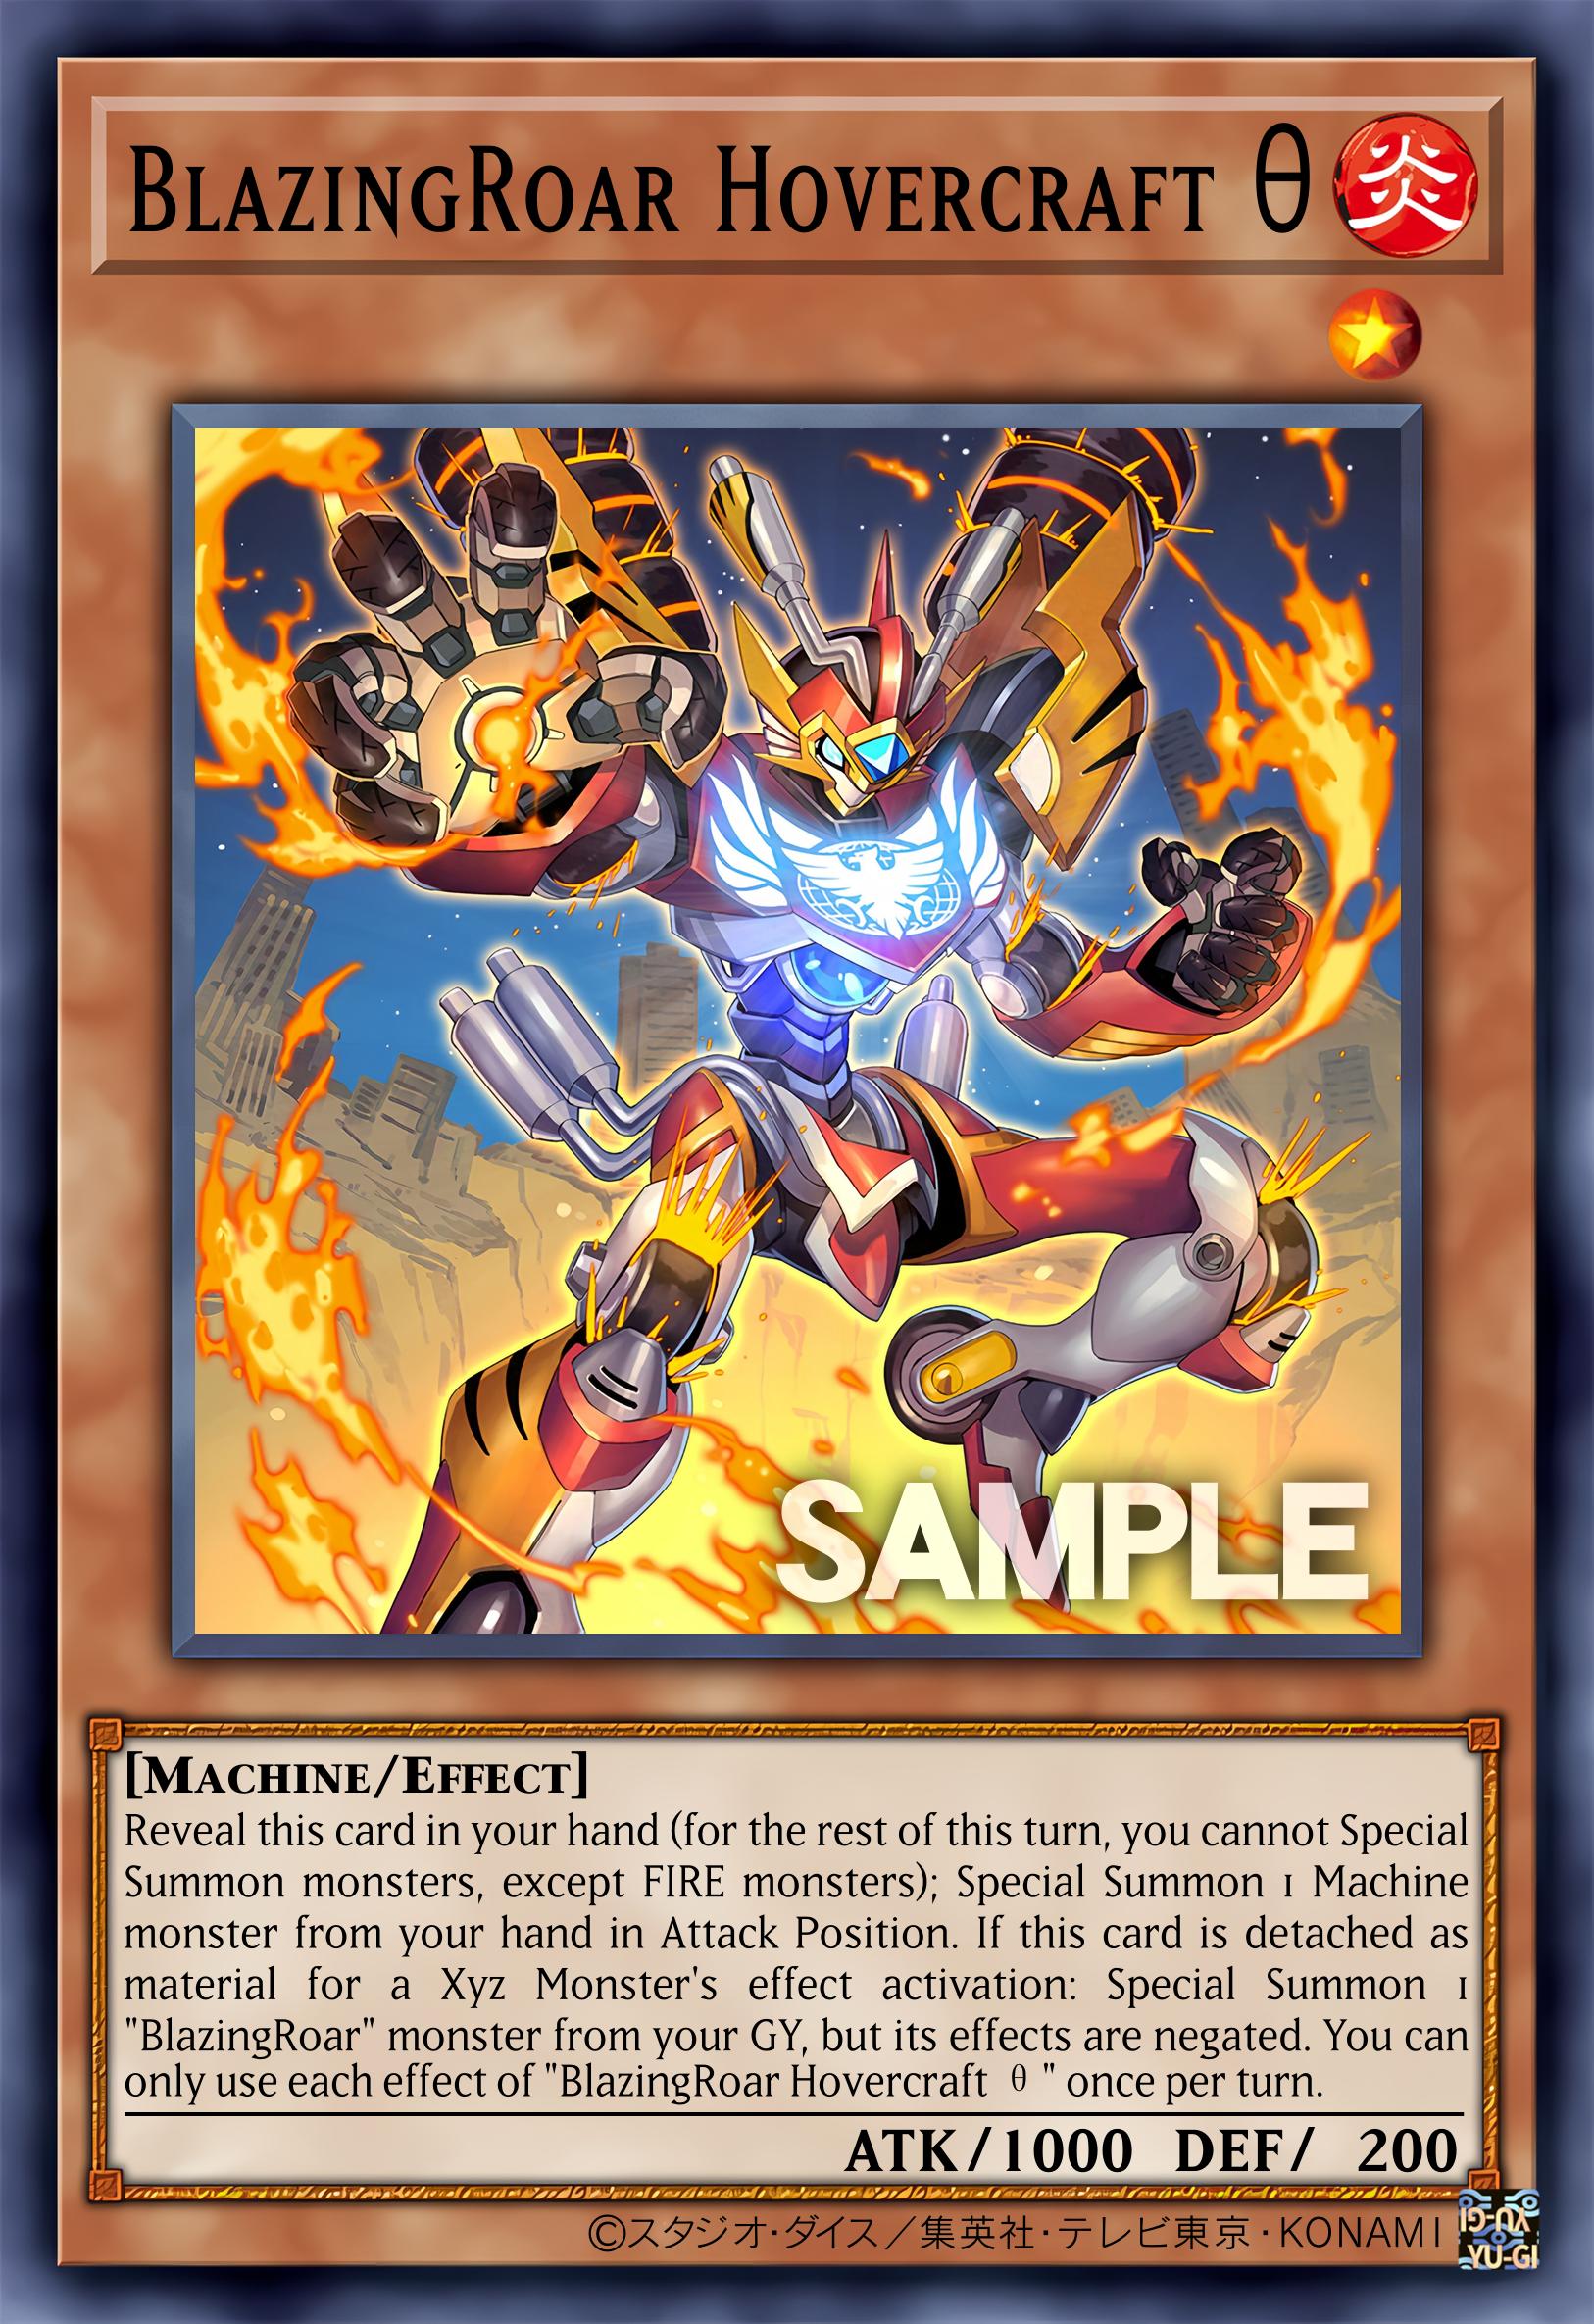 BlazingRoar Hovercraft θ
炎
SAMPLE
[Machine/Effect]
Reveal this card in your hand (for the rest of this turn, you cannot Special
Summon monsters, except FIRE monsters); Special Summon 1 Machine
monster from your hand in Attack Position. If this card is detached as
material for a Xyz Monster's effect activation: Special Summon 1
"BlazingRoar" monster from your GY, but its effects are negated. You can
only use each effect of "BlazingRoar Hovercraft θ" once per turn.
ATK/1000 DEF/ 200
©スタジオ・ダイス／集英社・テレビ東京・KONAMI
YU-GI
YU-GI